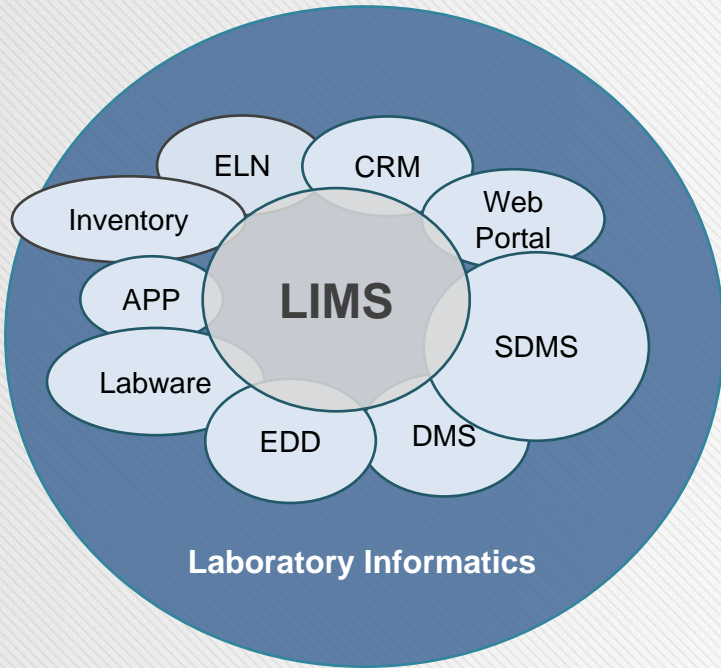 ELN
CRM
Inventory
Web
Portal
APP
LIMS
SDMS
Labware
EDD
DMS
Laboratory Informatics